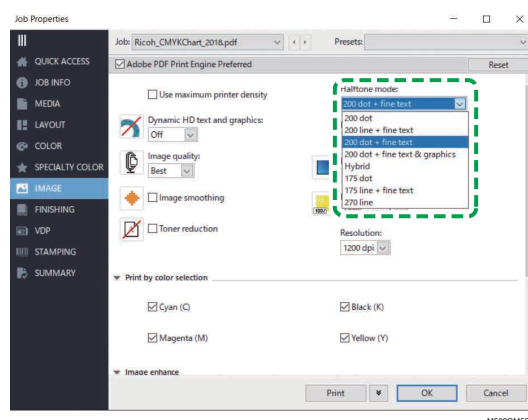 Job Properties
Job: Ricoh_CMYKChart_2018.pdf
Presets:
Adobe PDF Print Engine Preferred
Reset
QUICK ACCESS
JOB INFO
MEDIA
LAYOUT
COLOR
SPECIALTY COLOR
IMAGE
FINISHING
VDP
STAMPING
SUMMARY
Use maximum printer density
Dynamic HD text and graphics:
Off
Image quality:
Best
Image smoothing
Toner reduction
Halftone mode:
200 dot + fine text
200 dot
200 line + fine text
200 dot + fine text
200 dot + fine text & graphics
Hybrid
175 dot
175 line + fine text
270 line
Resolution:
1200 dpi
Print by color selection
Cyan (C)
Black (K)
Magenta (M)
Yellow (Y)
Image enhance
Print
OK
Cancel